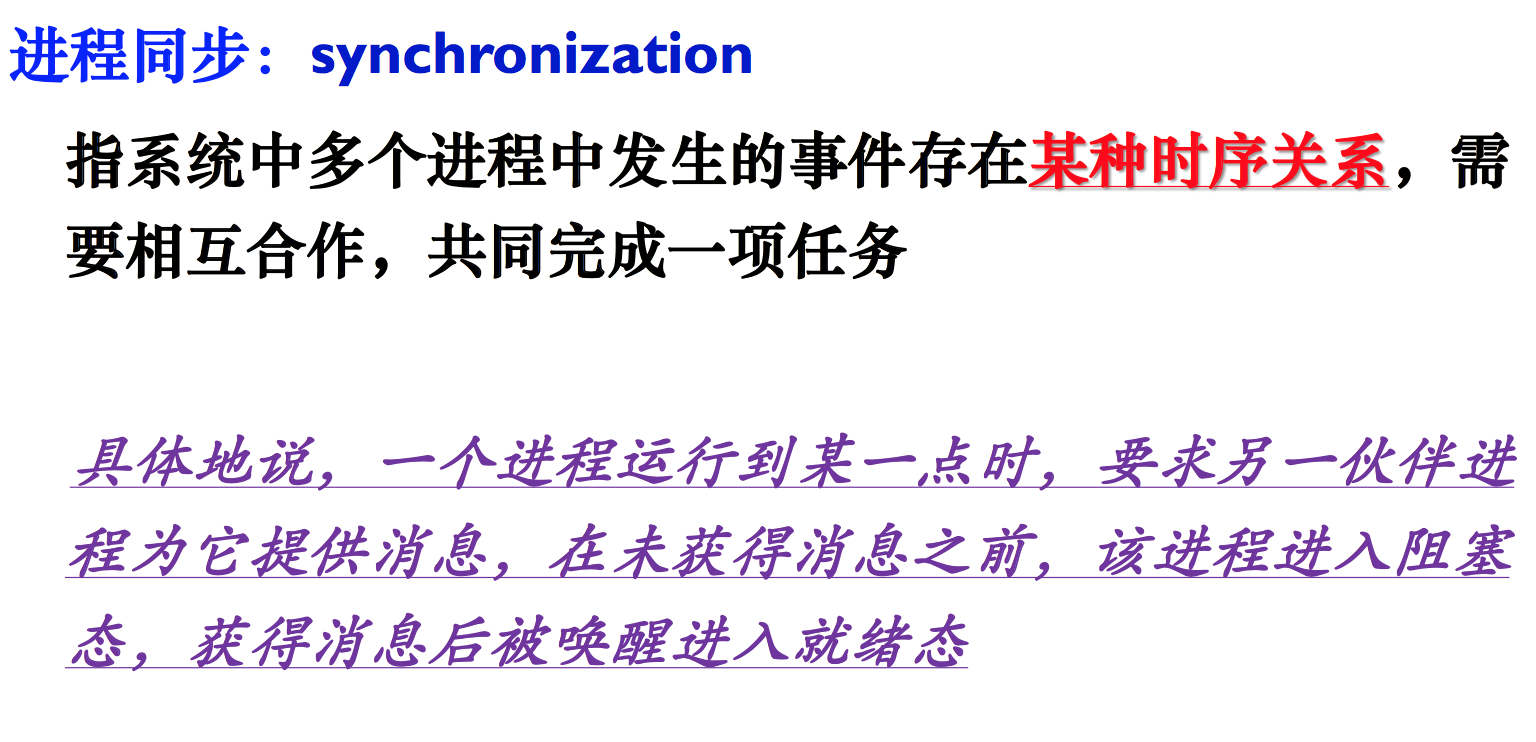 进程同步：synchronization
指系统中多个进程中发生的事件存在某种时序关系，需
要相互合作，共同完成一项任务
具体地说，一个进程运行到某一点时，要求另一伙伴进
程为它提供消息，在未获得消息之前，该进程进入阻塞
态，获得消息后被唤醒进入就绪态